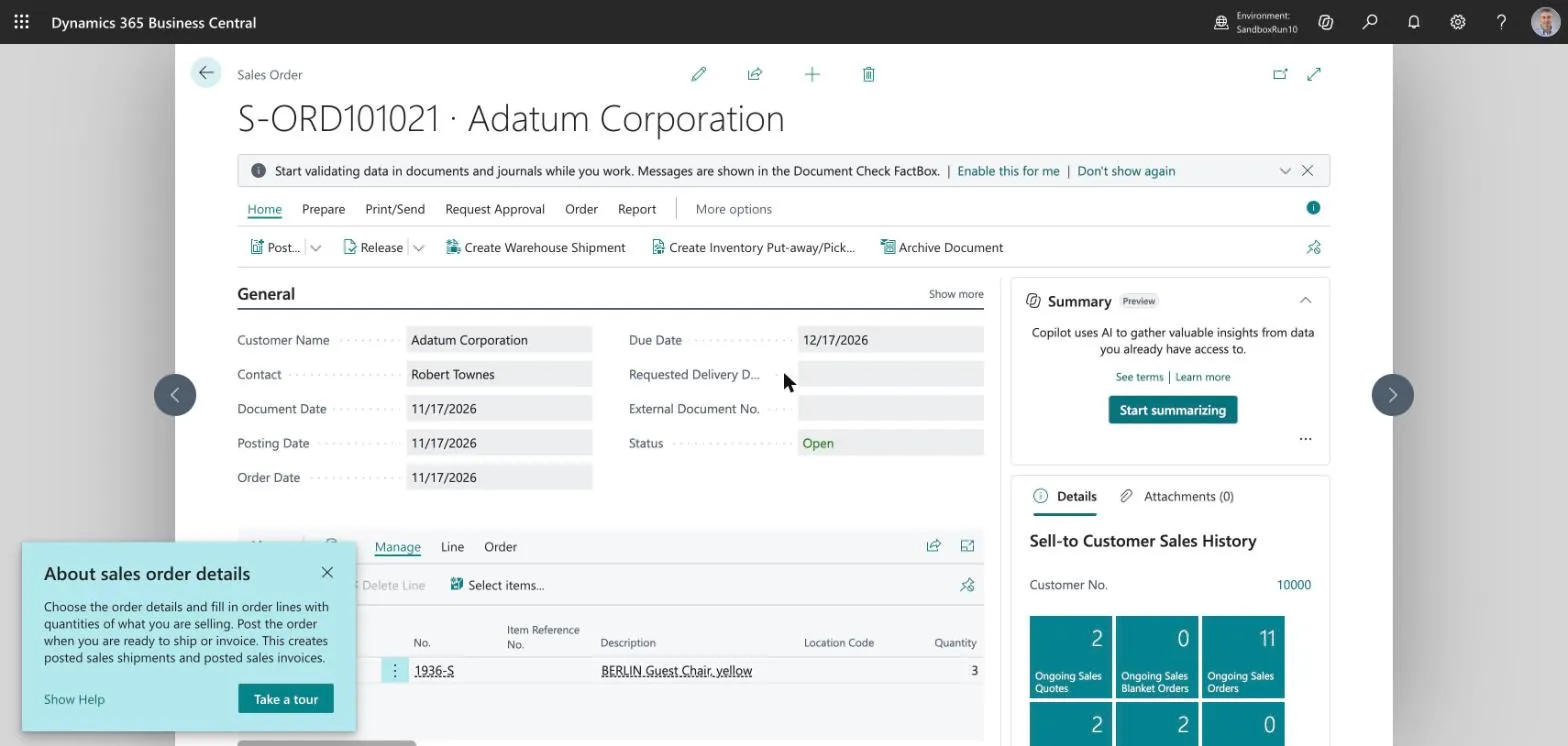 Dynamics 365 Business Central
Environment:
SandboxRun10
Sales Order
S-ORD101021 · Adatum Corporation
Start validating data in documents and journals while you work. Messages are shown in the Document Check FactBox. | Enable this for me | Don't show again
Home Prepare Print/Send Request Approval Order Report More options
Post... Release Create Warehouse Shipment Create Inventory Put-away/Pick... Archive Document
General Show more
Customer Name Adatum Corporation
Contact Robert Townes
Document Date 11/17/2026
Posting Date 11/17/2026
Order Date 11/17/2026
Due Date 12/17/2026
Requested Delivery D...
External Document No.
Status Open
Manage Line Order
Delete Line Select items...
No. Item Reference No. Description Location Code Quantity
1936-S BERLIN Guest Chair, yellow 3
About sales order details
Choose the order details and fill in order lines with
quantities of what you are selling. Post the order
when you are ready to ship or invoice. This creates
posted sales shipments and posted sales invoices.
Show Help Take a tour
Summary Preview
Copilot uses AI to gather valuable insights from data
you already have access to.
See terms | Learn more
Start summarizing
Details Attachments (0)
Sell-to Customer Sales History
Customer No. 10000
2 0 11
Ongoing Sales Quotes
Ongoing Sales Blanket Orders
Ongoing Sales Orders
2 2 0